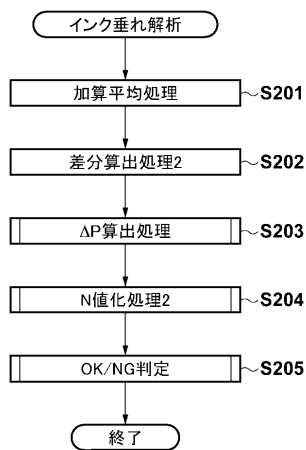 インク垂れ解析
加算平均処理 S201
差分算出処理2 S202
ΔP算出処理 S203
N値化処理2 S204
OK/NG判定 S205
終了